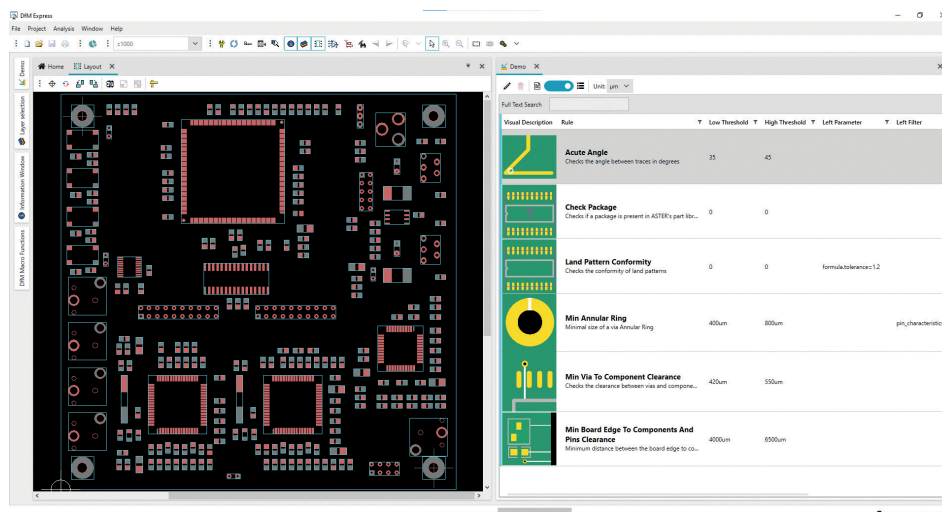 DfM Express
File Project Analysis Window Help
±1000
Demo
Layer selection
Information Window
DfM Macro Functions
Home Layout
Demo
Unit: µm
Full Text Search
Visual Description Rule Low Threshold High Threshold Left Parameter Left Filter
Acute Angle
Checks the angle between traces in degrees
35 45
Check Package
Checks if a package is present in ASTER's part libr...
0 0
Land Pattern Conformity
Checks the conformity of land patterns
0 0 formula.tolerance=1.2
Min Annular Ring
Minimal size of a via Annular Ring
400um 800um pin_characteristic
Min Via To Component Clearance
Checks the clearance between vias and compone...
420um 550um
Min Board Edge To Components And
Pins Clearance
Minimum distance between the board edge to co...
4000um 6500um